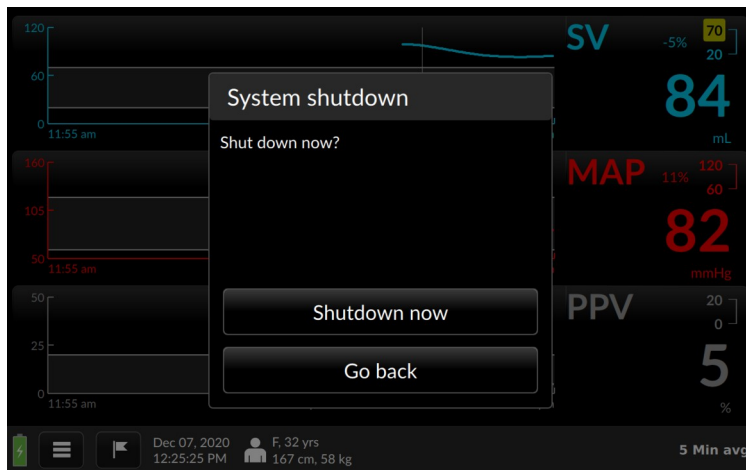 120
60
0
11:55 am
SV
-5%
70
20
84
mL
System shutdown
Shut down now?
Shutdown now
Go back
160
105
50
11:55 am
MAP
11%
120
60
82
mmHg
50
25
0
11:55 am
PPV
20
0
5
%
Dec 07, 2020
12:25:25 PM
F, 32 yrs
167 cm, 58 kg
5 Min avg